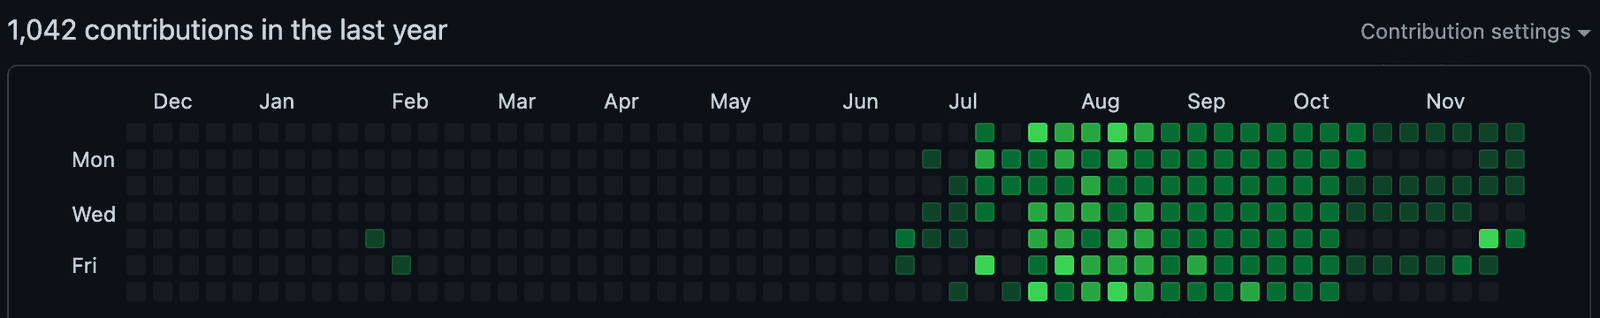 1,042 contributions in the last year
Contribution settings
Dec Jan Feb Mar Apr May Jun Jul Aug Sep Oct Nov
Mon
Wed
Fri